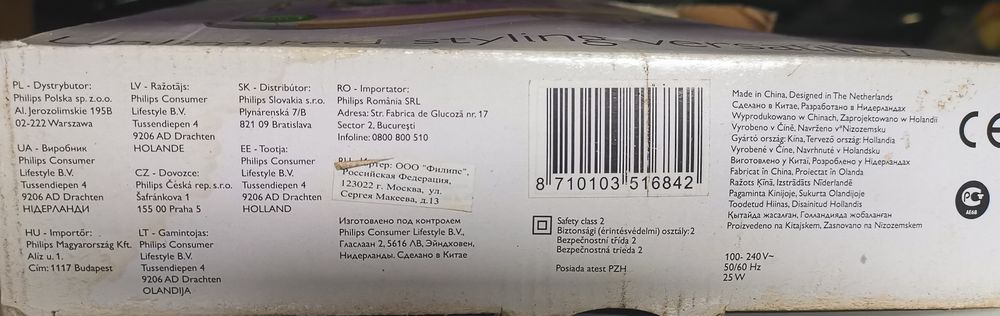 Unlimited styling versatility
PL - Dystrybutor:
Philips Polska sp. z.o.o.
Al. Jerozolimskie 195B
02-222 Warszawa
UA - Виробник
Philips Consumer
Lifestyle B.V.
Tussendiepen 4
9206 AD Drachten
НІДЕРЛАНДИ
HU - Importőr:
Philips Magyarország Kft.
Alíz u. 1.
Cím: 1117 Budapest
LV - Ražotājs:
Philips Consumer
Lifestyle B.V.
Tussendiepen 4
9206 AD Drachten
HOLANDE
CZ - Dovozce:
Philips Česká rep. s.r.o.
Šafránkova 1
155 00 Praha 5
LT - Gamintojas:
Philips Consumer
Lifestyle B.V.
Tussendiepen 4
9206 AD Drachten
OLANDIJA
SK - Distribútor:
Philips Slovakia s.r.o.
Plynárenská 7/B
821 09 Bratislava
EE - Tootja:
Philips Consumer
Lifestyle B.V.
Tussendiepen 4
9206 AD Drachten
HOLLAND
RO - Importator:
Philips România SRL
Adresa: Str. Fabrica de Glucoză nr. 17
Sector 2, Bucureşti
Infoline: 0800 800 510
ООО "Филипс",
Российская Федерация,
123022 г. Москва, ул.
Сергея Макеева, д.13
Изготовлено под контролем
Philips Consumer Lifestyle B.V.,
Гласлаан 2, 5616 ЛВ, Эйндховен,
Нидерланды. Сделано в Китае
8 710103 516842
Safety class 2
Biztonsági (érintésvédelmi) osztály: 2
Безпечностні тріда 2
Bezpečnostná trieda 2
Posiada atest PZH
Made in China, Designed in The Netherlands
Сделано в Китае, Разработано в Нидерландах
Wyprodukowano w Chinach, Zaprojektowano w Holandii
Vyrobeno v Číně, Navrženo v Nizozemsku
Gyártó ország: Kína, Tervező ország: Hollandia
Vyrobené v Číne, Navrhnuté v Holandsku
Виготовлено у Китаї, Розроблено у Нідерландах
Fabricat în China, Proiectat în Olanda
Ražots Ķīnā, Izstrādāts Nīderlandē
Pagaminta Kinijoje, Sukurta Olandijoje
Toodetud Hiinas, Disainitud Hollandis
Қытайда жасалған, Голландияда жобаланған
Proizvedeno na Kitajskem, Zasnovano na Nizozemskem
100- 240V~
50/60 Hz
25 W
CE
АЯ68